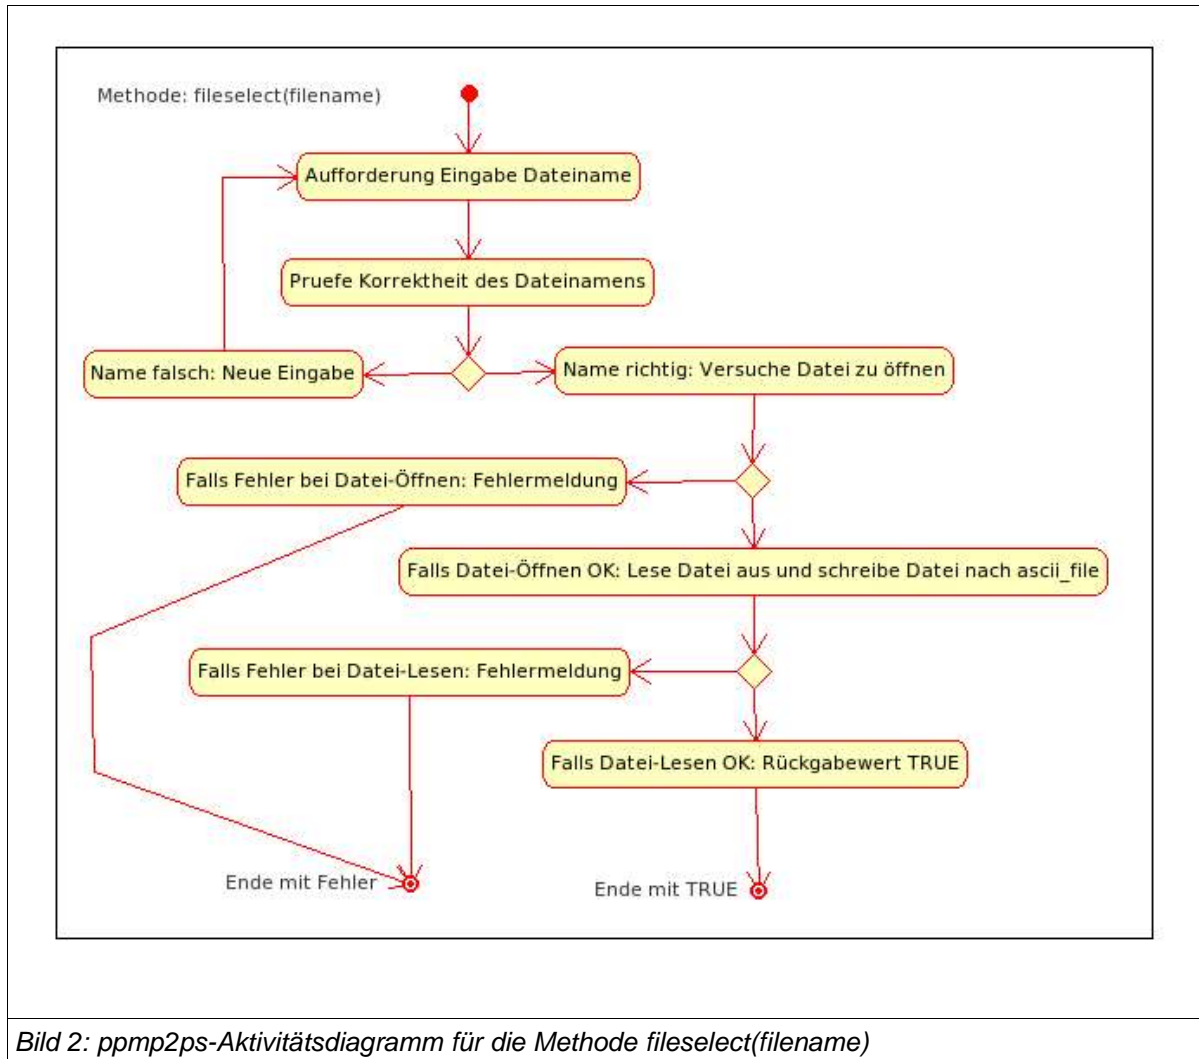 Methode: fileselect(filename)
Aufforderung Eingabe Dateiname
Pruefe Korrektheit des Dateinamens
Name falsch: Neue Eingabe
Name richtig: Versuche Datei zu öffnen
Falls Fehler bei Datei-Öffnen: Fehlermeldung
Falls Datei-Öffnen OK: Lese Datei aus und schreibe Datei nach ascii_file
Falls Fehler bei Datei-Lesen: Fehlermeldung
Falls Datei-Lesen OK: Rückgabewert TRUE
Ende mit Fehler
Ende mit TRUE
Bild 2: ppmp2ps-Aktivitätsdiagramm für die Methode fileselect(filename)